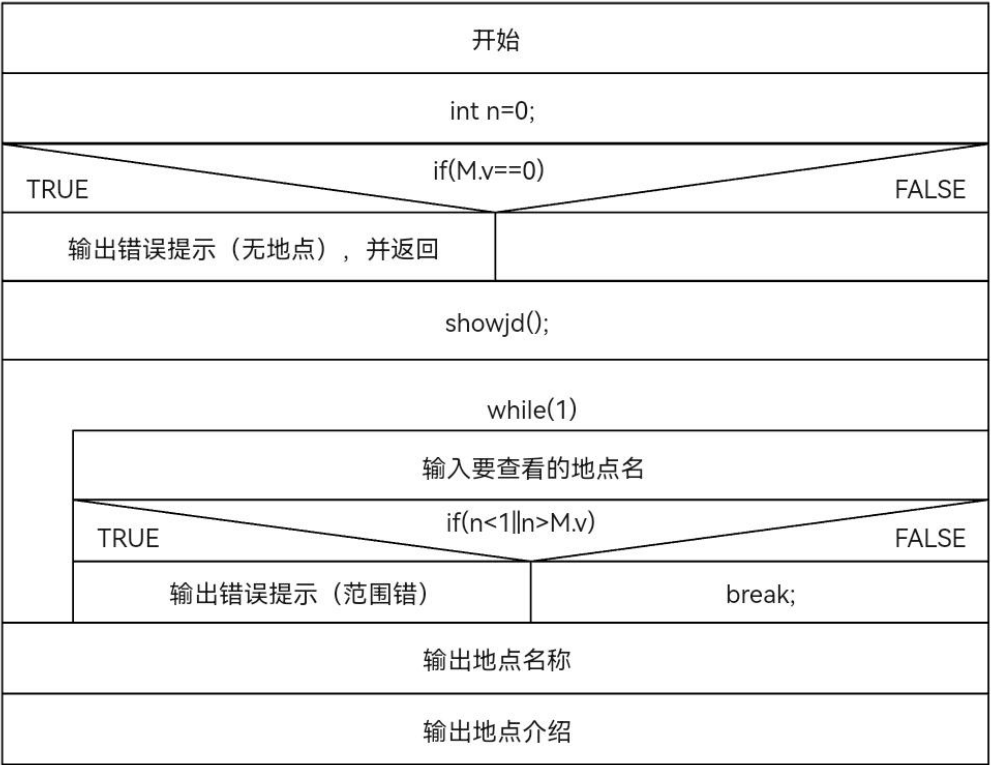 开始
int n=0;
if(M.v==0)
TRUE
FALSE
输出错误提示（无地点），并返回
showjd();
while(1)
输入要查看的地点名
if(n<1||n>M.v)
TRUE
FALSE
输出错误提示（范围错）
break;
输出地点名称
输出地点介绍